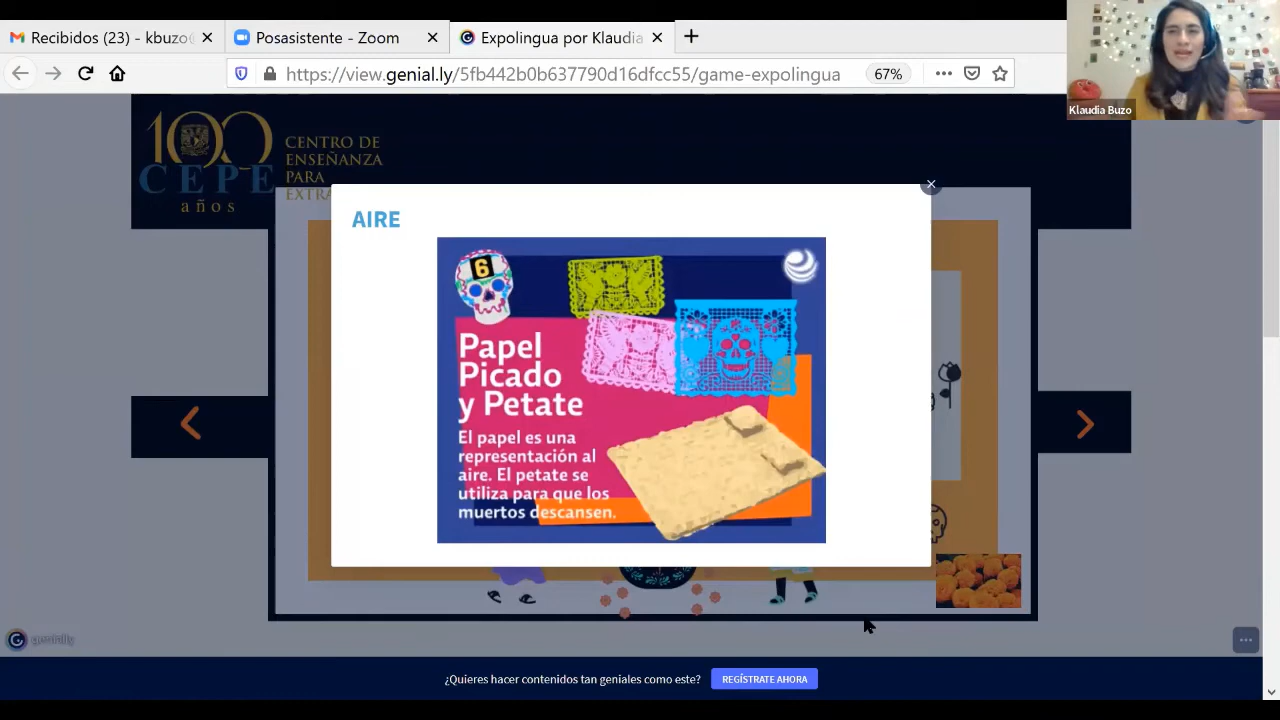 Recibidos (23) - kbuzo@
Posasistente - Zoom
Expolingua por Klaudia
https://view.genial.ly/5fb442b0b637790d16dfcc55/game-expolingua
67%
Klaudia Buzo
100
CEPE
años
CENTRO DE
ENSEÑANZA
PARA
EXTRA
AIRE
6
Papel
Picado
y Petate
El papel es una
representación al
aire. El petate se
utiliza para que los
muertos descansen.
genially
¿Quieres hacer contenidos tan geniales como este?
REGÍSTRATE AHORA